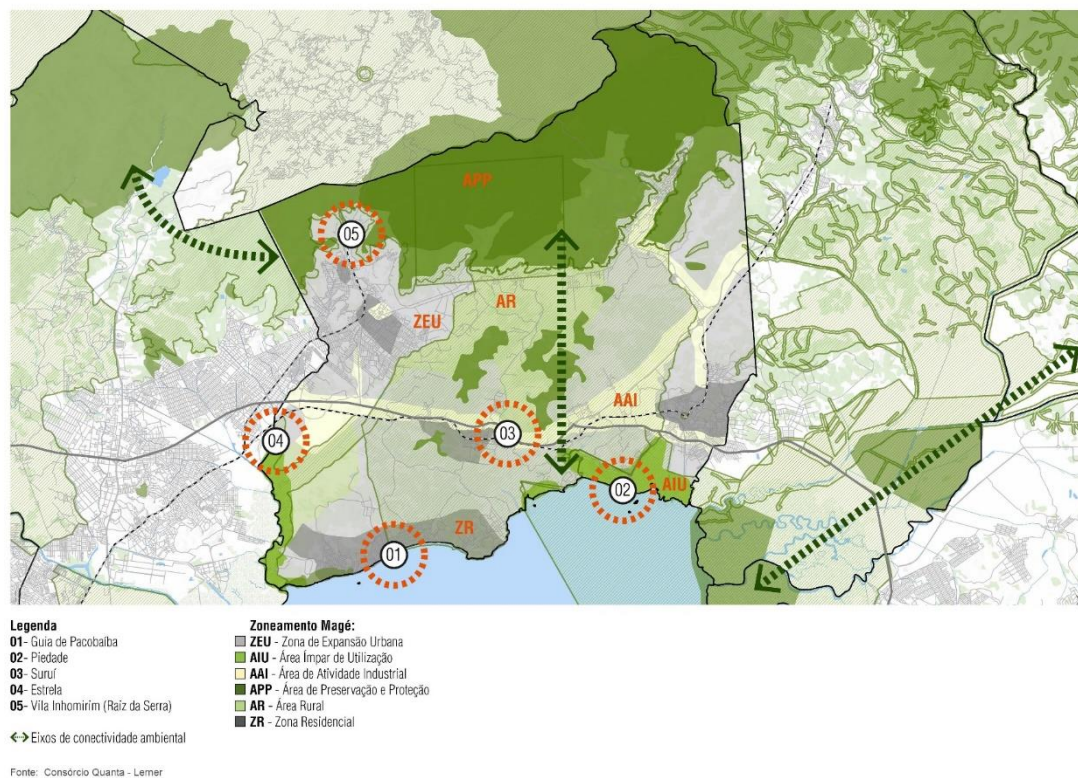 APP
05
AR
ZEU
AAI
04
03
02
AIU
ZR
01
Legenda
01- Guia de Pacobaíba
02- Piedade
03- Suruí
04- Estrela
05- Vila Inhomirim (Raíz da Serra)
Eixos de conectividade ambiental
Zoneamento Magé:
ZEU - Zona de Expansão Urbana
AIU - Área Ímpar de Utilização
AAI - Área de Atividade Industrial
APP - Área de Preservação e Proteção
AR - Área Rural
ZR - Zona Residencial
Fonte: Consórcio Quanta - Lerner